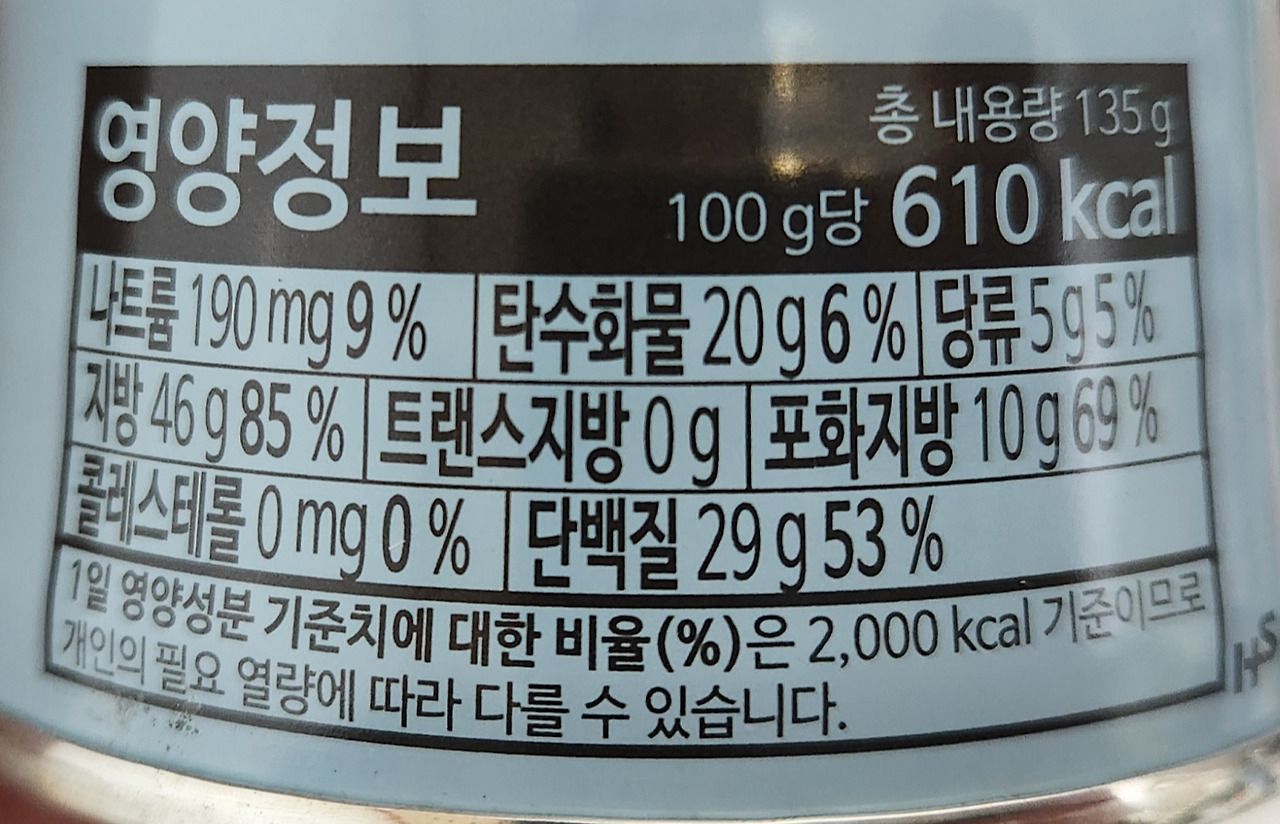 영양정보
총 내용량 135g
100 g당 610 kcal
나트륨 190 mg 9 % 탄수화물 20 g 6 % 당류 5 g 5 %
지방 46 g 85 % 트랜스지방 0 g 포화지방 10 g 69 %
콜레스테롤 0 mg 0 % 단백질 29 g 53 %
1일 영양성분 기준치에 대한 비율(%)은 2,000 kcal 기준이므로
개인의 필요 열량에 따라 다를 수 있습니다.